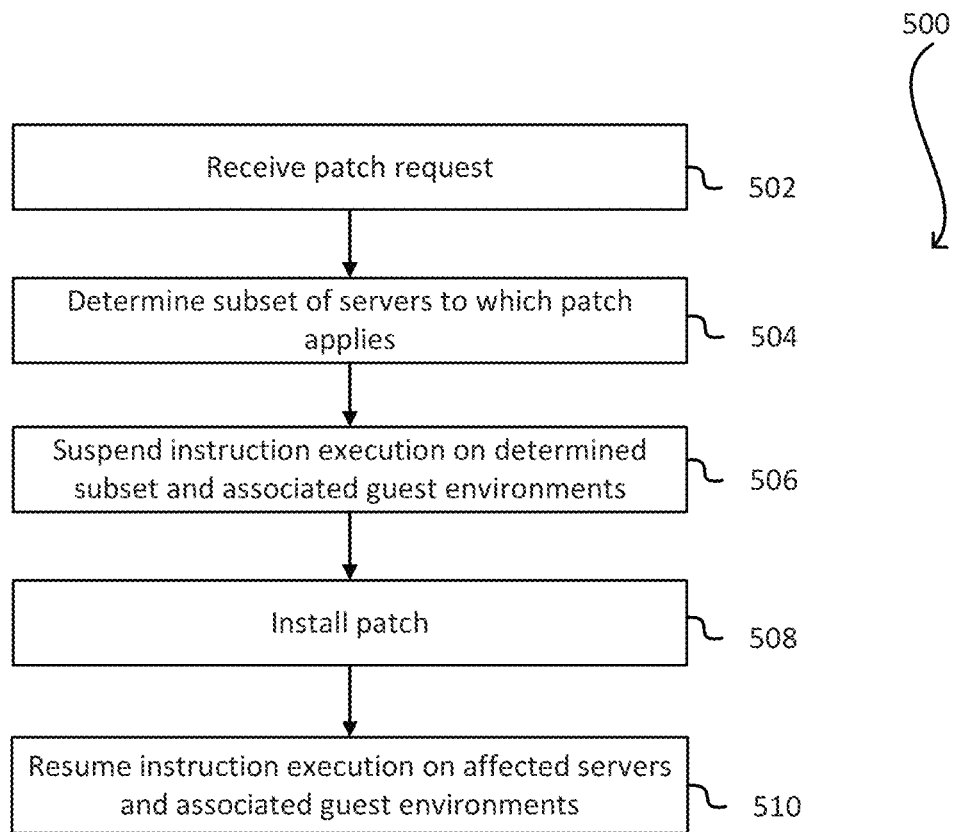 500
Receive patch request
502
Determine subset of servers to which patch
applies
504
Suspend instruction execution on determined
subset and associated guest environments
506
Install patch
508
Resume instruction execution on affected servers
and associated guest environments
510